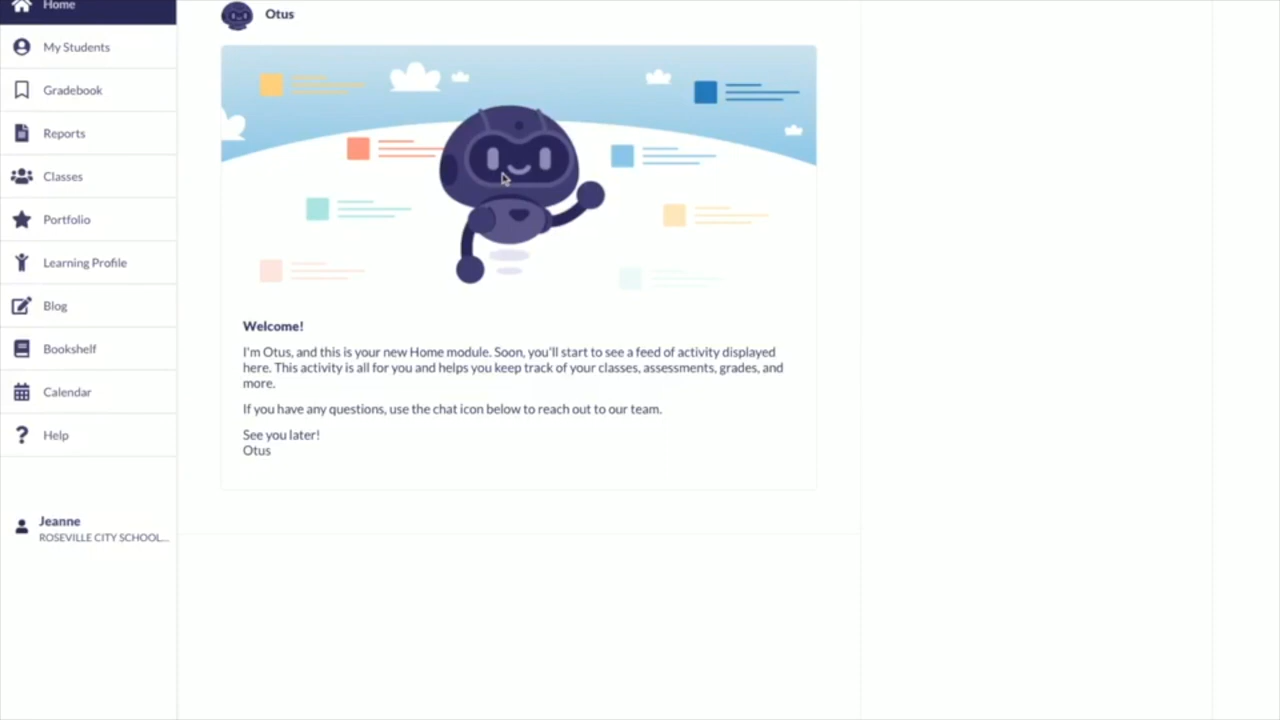 Home
My Students
Gradebook
Reports
Classes
Portfolio
Learning Profile
Blog
Bookshelf
Calendar
Help
Jeanne
ROSEVILLE CITY SCHOOL...
Otus
Welcome!
I'm Otus, and this is your new Home module. Soon, you'll start to see a feed of activity displayed
here. This activity is all for you and helps you keep track of your classes, assessments, grades, and
more.
If you have any questions, use the chat icon below to reach out to our team.
See you later!
Otus